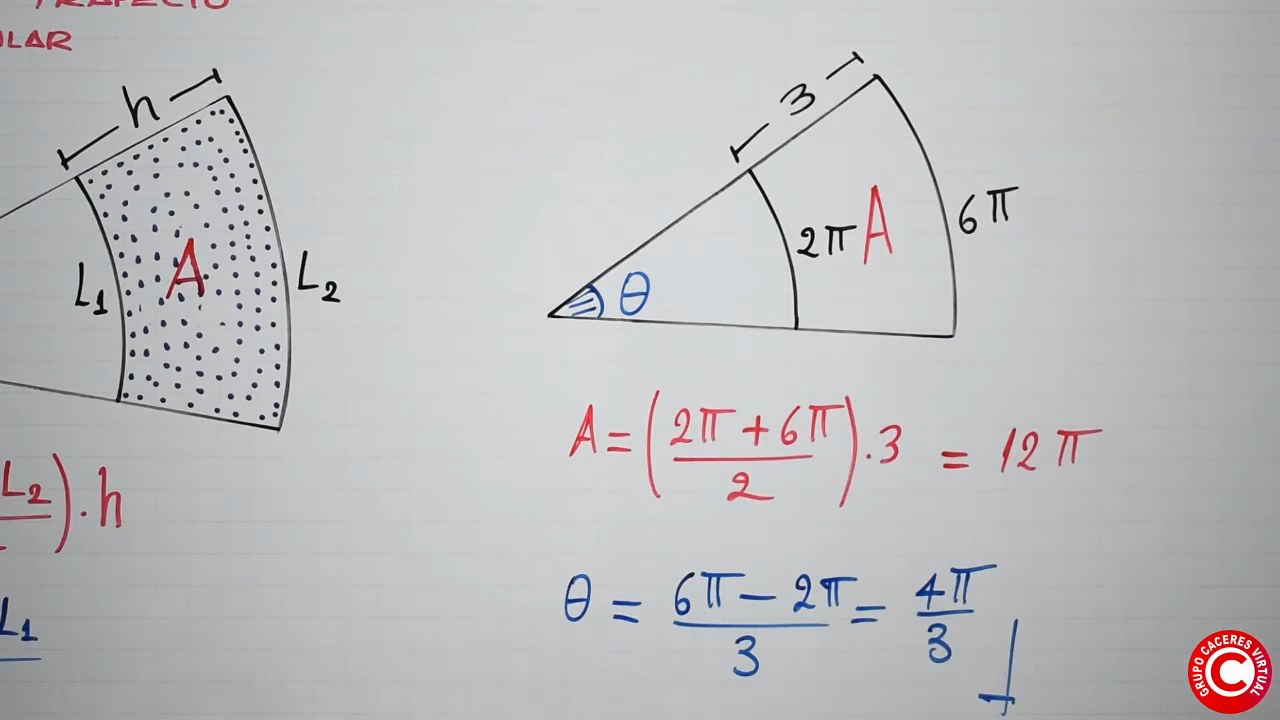 TRAPECIO
ULAR
h
A
L₁
L₂
L₂) · h
L₁
3
2π
A
6π
θ
A = (2π + 6π / 2) . 3 = 12π
θ = 6π - 2π / 3 = 4π / 3
GRUPO CACERES VIRTUAL
C